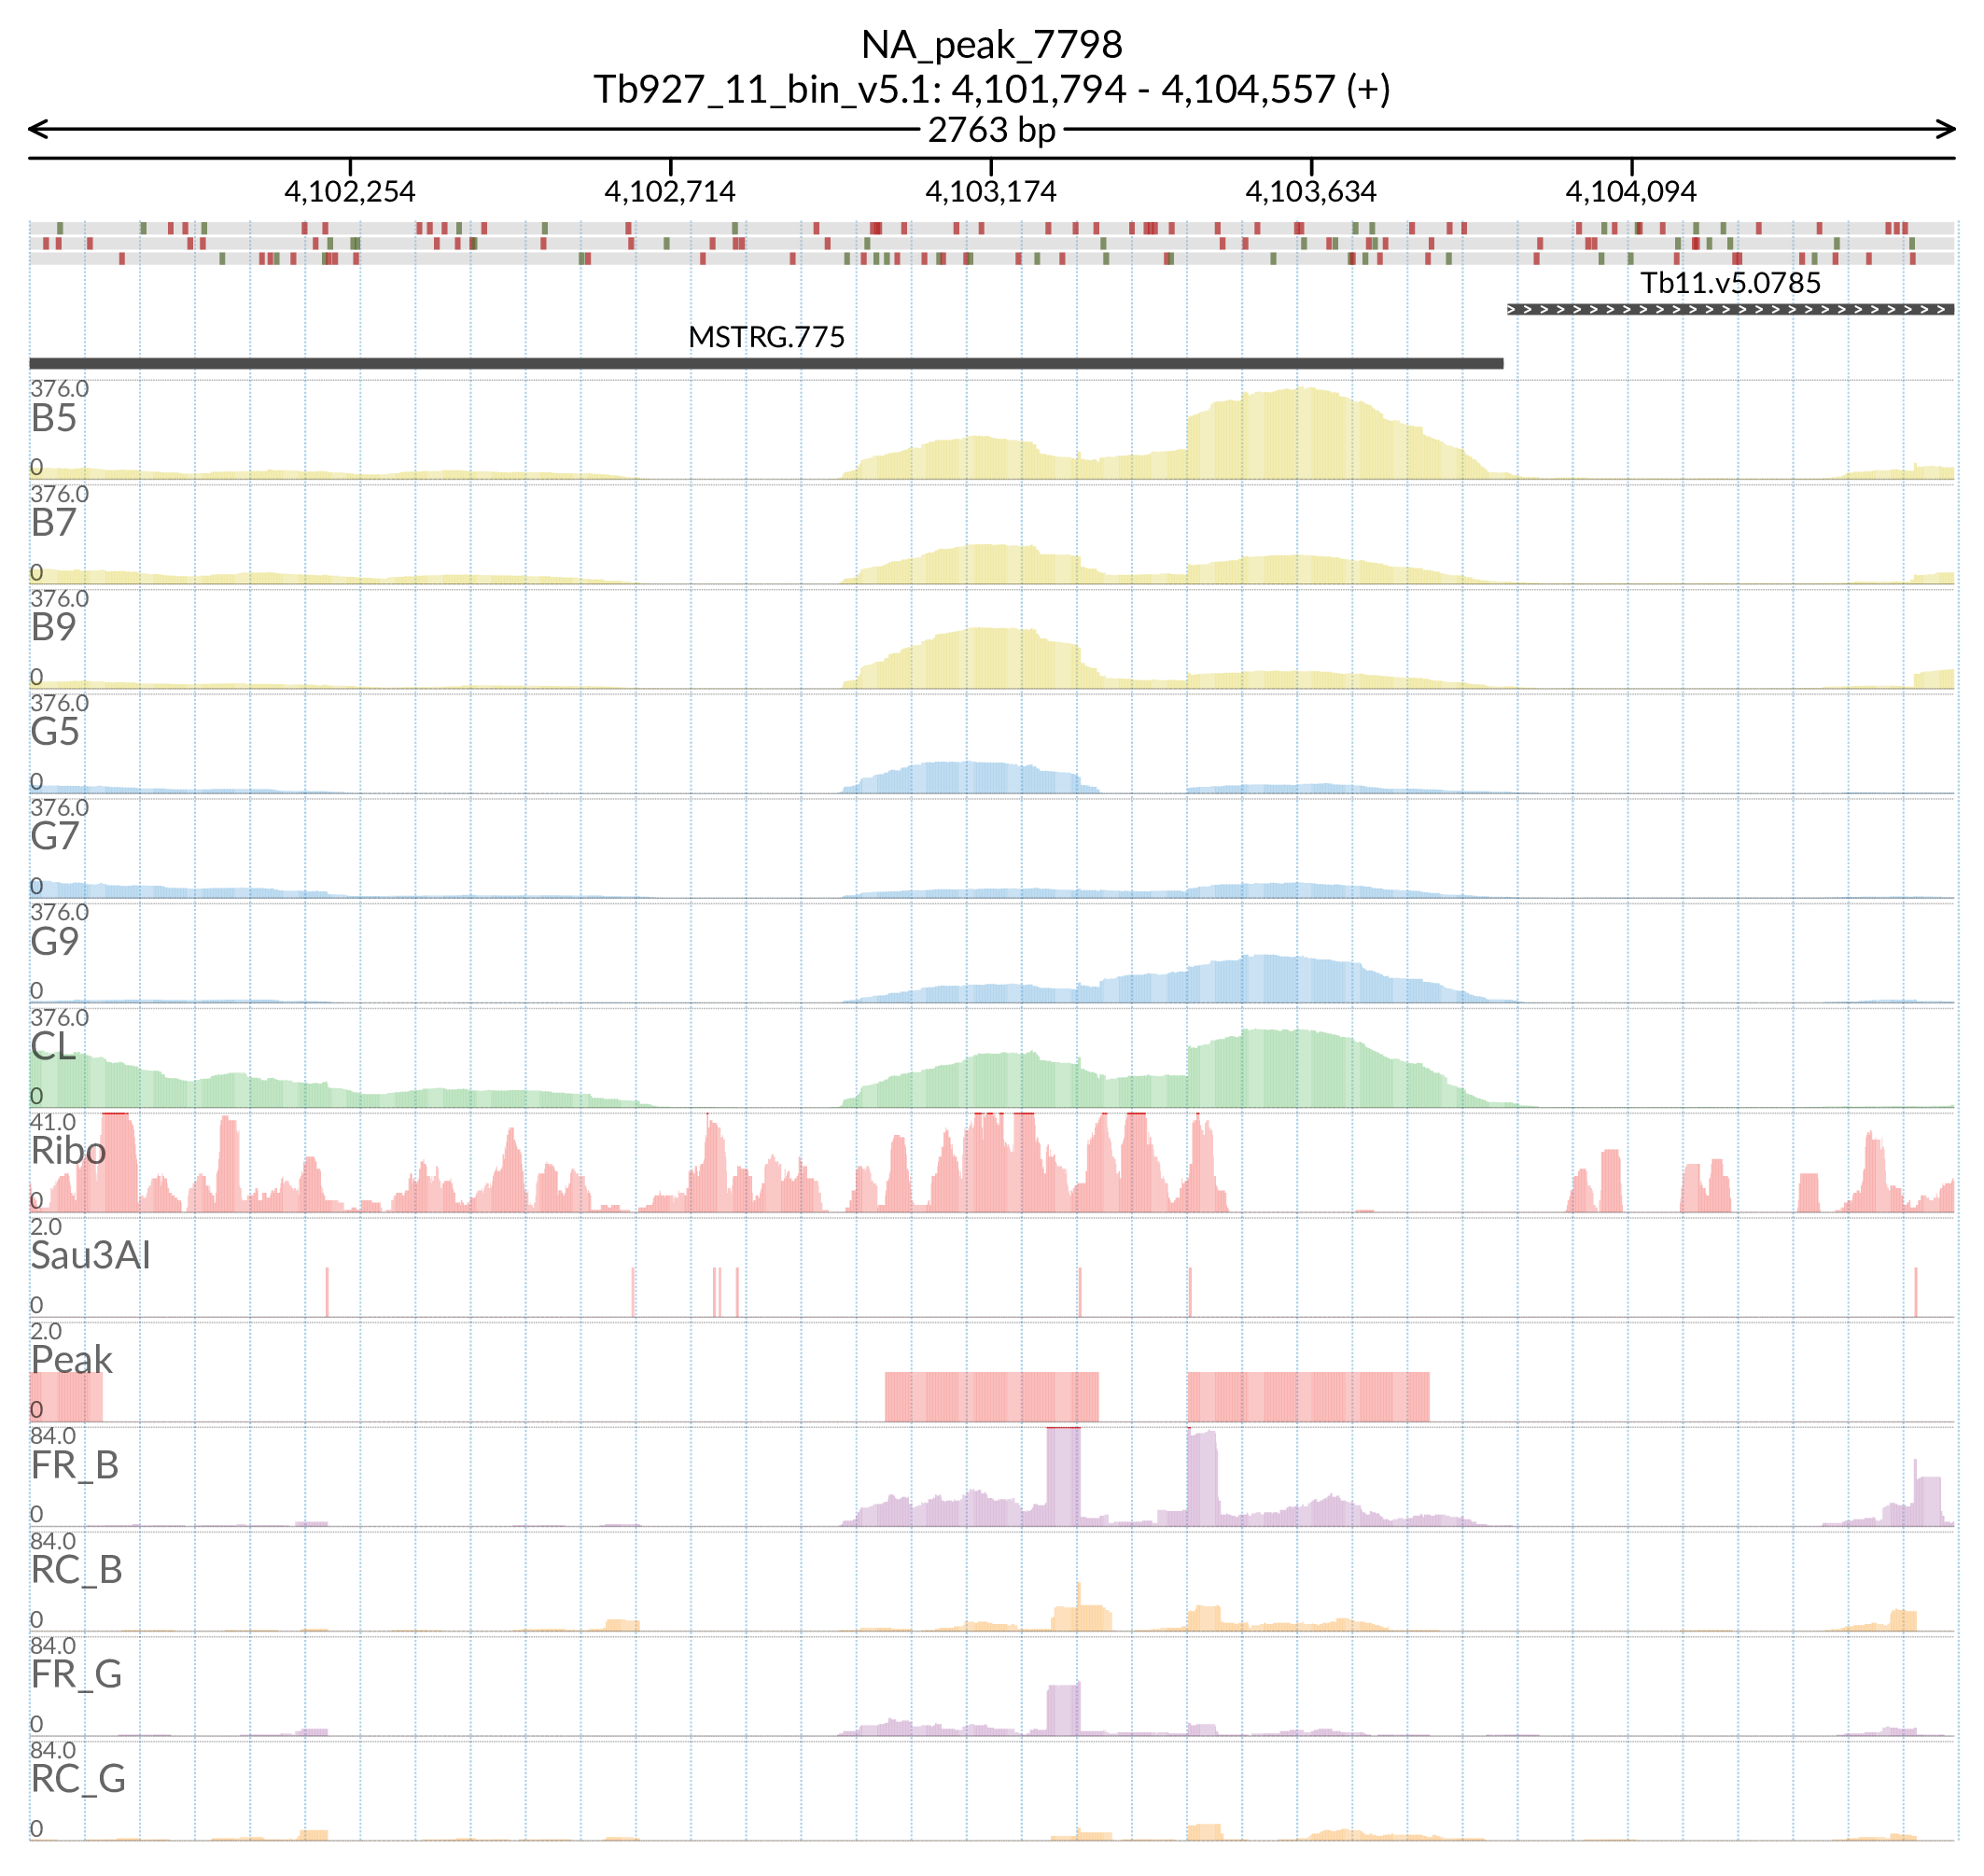 NA_peak_7798
Tb927_11_bin_v5.1: 4,101,794 - 4,104,557 (+)
2763 bp
4,102,254 4,102,714 4,103,174 4,103,634 4,104,094
Tb11.v5.0785
MSTRG.775
376.0
B5
0
376.0
B7
0
376.0
B9
0
376.0
G5
0
376.0
G7
0
376.0
G9
0
376.0
CL
0
41.0
Ribo
0
2.0
Sau3AI
0
2.0
Peak
0
84.0
FR_B
0
84.0
RC_B
0
84.0
FR_G
0
84.0
RC_G
0